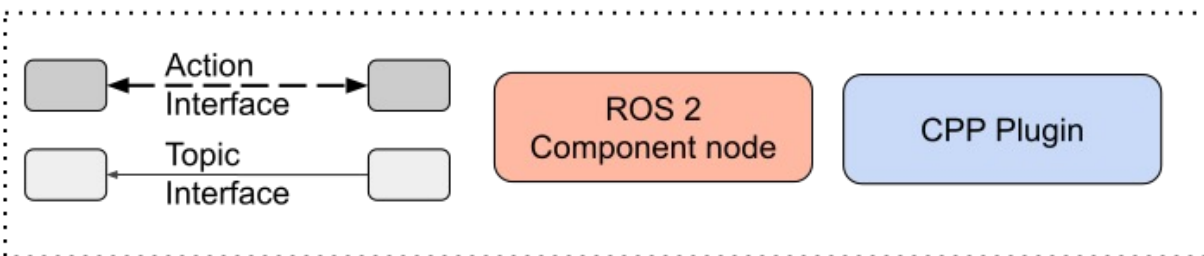 Action
Interface
Topic
Interface
ROS 2
Component node
CPP Plugin